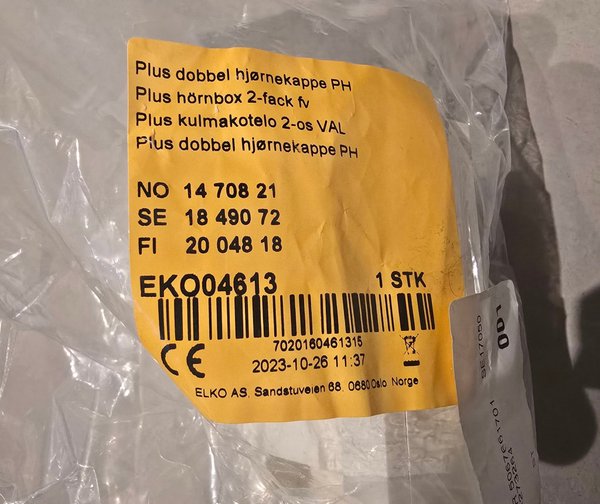 Plus dobbel hjørnekappe PH
Plus hörnbox 2-fack fv
Plus kulmakotelo 2-os VAL
Plus dobbel hjørnekappe PH
NO 14 708 21
SE 18 490 72
FI 20 048 18
EKO04613 1 STK
7020160461315
CE 2023-10-26 11:37
ELKO AS, Sandstuveien 68, 0680 Oslo Norge
001
SE17050